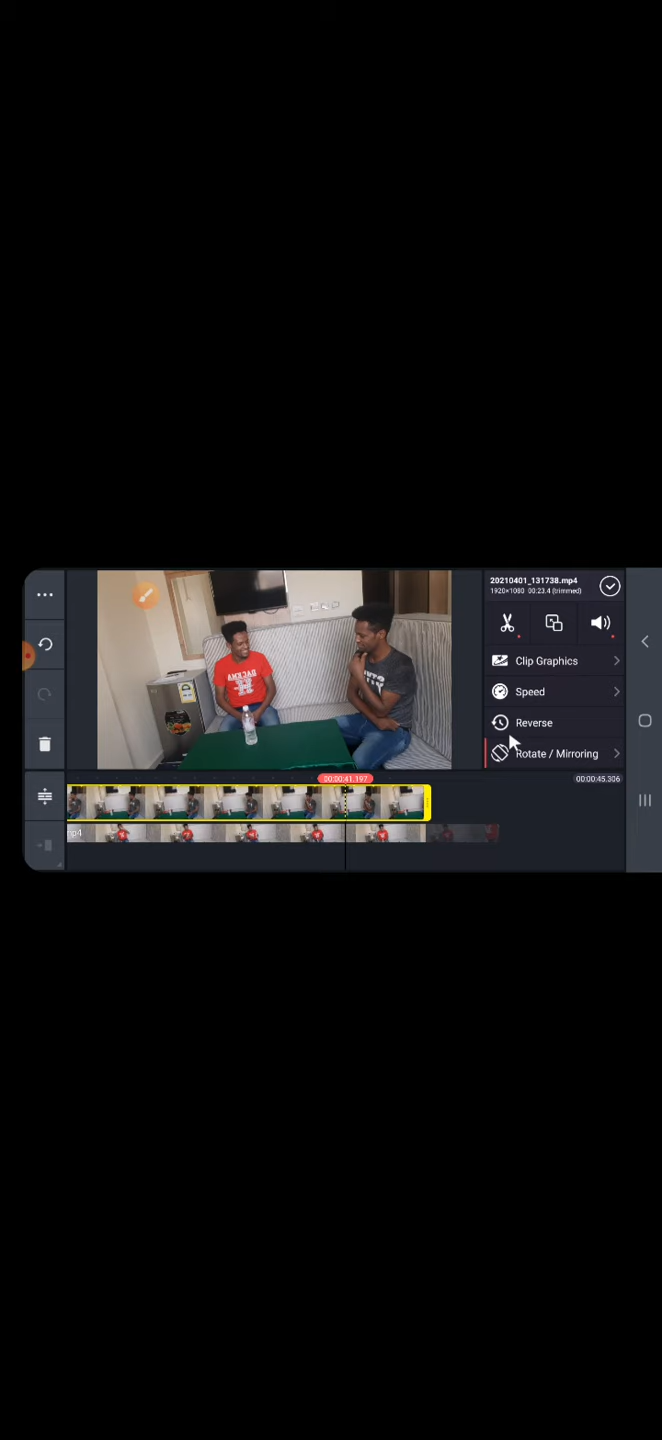 20210401_131738.mp4
1920×1080 00:23.4 (trimmed)
Clip Graphics
Speed
Reverse
Rotate / Mirroring
00:00:41.197
00:00:45.306
mp4